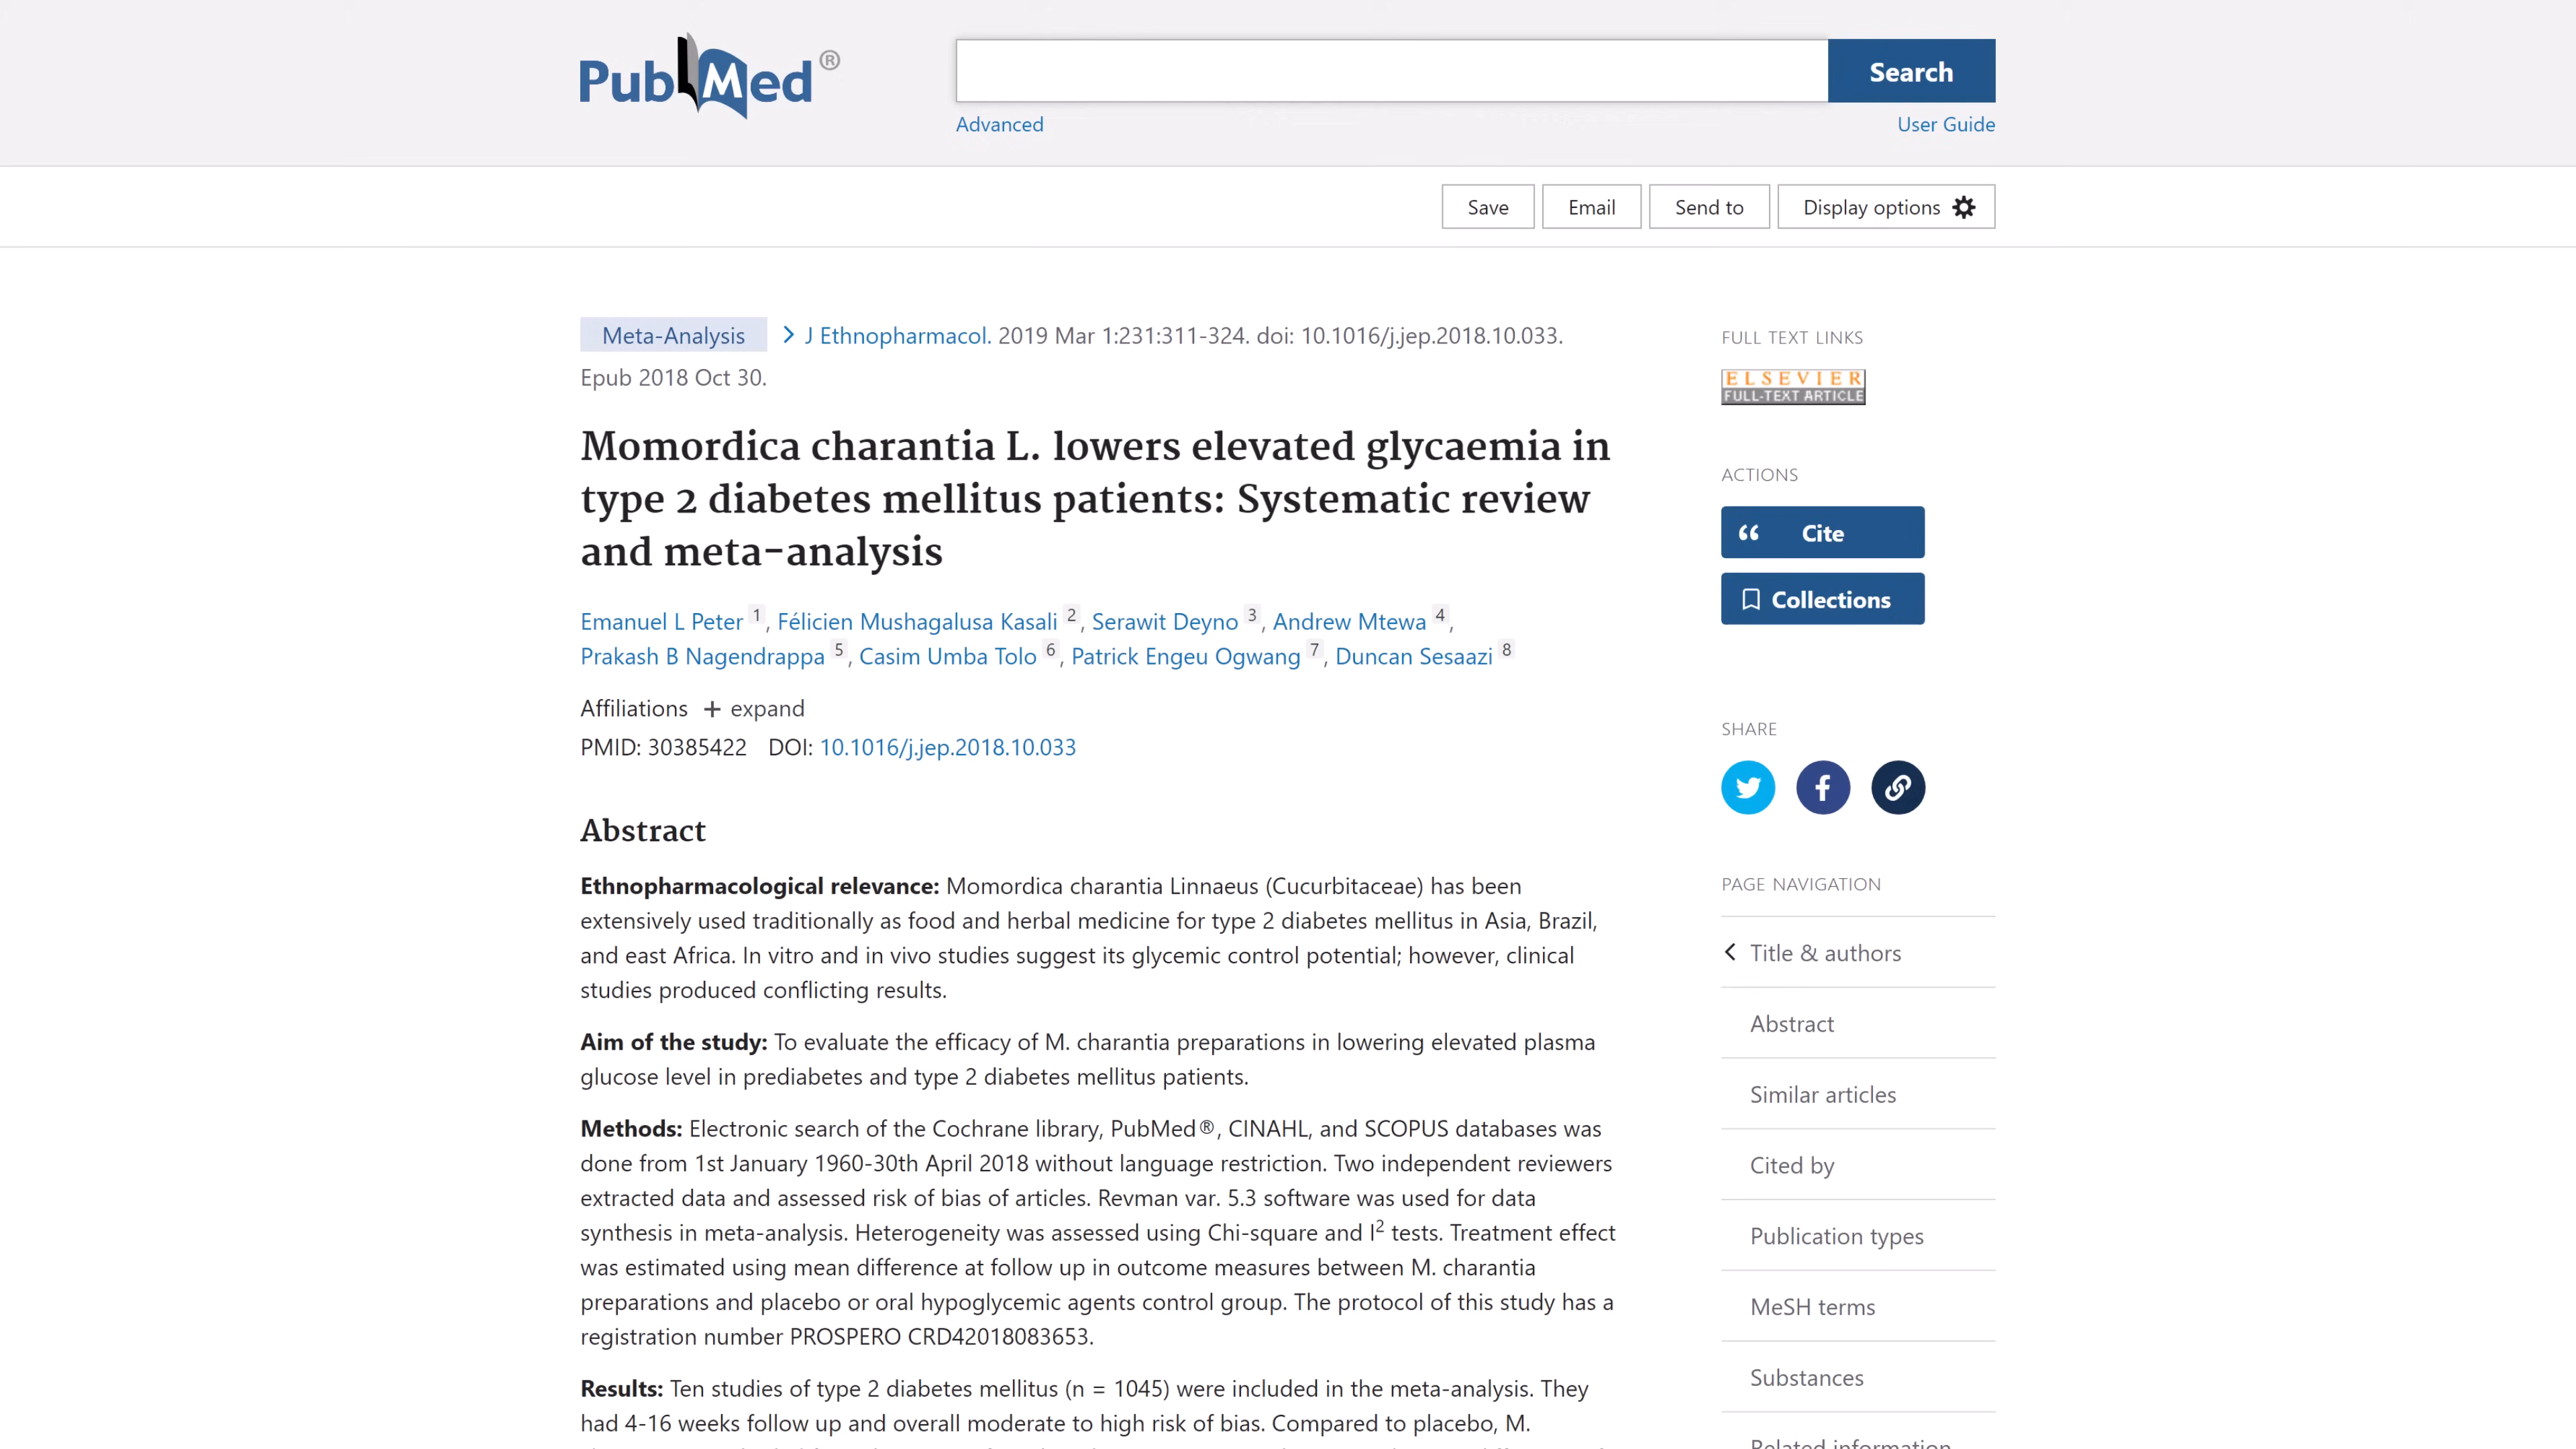 PubMed®
Search
Advanced
User Guide
Save
Email
Send to
Display options
Meta-Analysis
J Ethnopharmacol. 2019 Mar 1:231:311-324. doi: 10.1016/j.jep.2018.10.033.
Epub 2018 Oct 30.
Momordica charantia L. lowers elevated glycaemia in
type 2 diabetes mellitus patients: Systematic review
and meta-analysis
Emanuel L Peter 1, Félicien Mushagalusa Kasali 2, Serawit Deyno 3, Andrew Mtewa 4,
Prakash B Nagendrappa 5, Casim Umba Tolo 6, Patrick Engeu Ogwang 7, Duncan Sesaazi 8
Affiliations + expand
PMID: 30385422 DOI: 10.1016/j.jep.2018.10.033
Abstract
Ethnopharmacological relevance: Momordica charantia Linnaeus (Cucurbitaceae) has been
extensively used traditionally as food and herbal medicine for type 2 diabetes mellitus in Asia, Brazil,
and east Africa. In vitro and in vivo studies suggest its glycemic control potential; however, clinical
studies produced conflicting results.
Aim of the study: To evaluate the efficacy of M. charantia preparations in lowering elevated plasma
glucose level in prediabetes and type 2 diabetes mellitus patients.
Methods: Electronic search of the Cochrane library, PubMed®, CINAHL, and SCOPUS databases was
done from 1st January 1960-30th April 2018 without language restriction. Two independent reviewers
extracted data and assessed risk of bias of articles. Revman var. 5.3 software was used for data
synthesis in meta-analysis. Heterogeneity was assessed using Chi-square and I2 tests. Treatment effect
was estimated using mean difference at follow up in outcome measures between M. charantia
preparations and placebo or oral hypoglycemic agents control group. The protocol of this study has a
registration number PROSPERO CRD42018083653.
Results: Ten studies of type 2 diabetes mellitus (n = 1045) were included in the meta-analysis. They
had 4-16 weeks follow up and overall moderate to high risk of bias. Compared to placebo, M.
FULL TEXT LINKS
ELSEVIER
FULL-TEXT ARTICLE
ACTIONS
Cite
Collections
SHARE
PAGE NAVIGATION
Title & authors
Abstract
Similar articles
Cited by
Publication types
MeSH terms
Substances
Related information